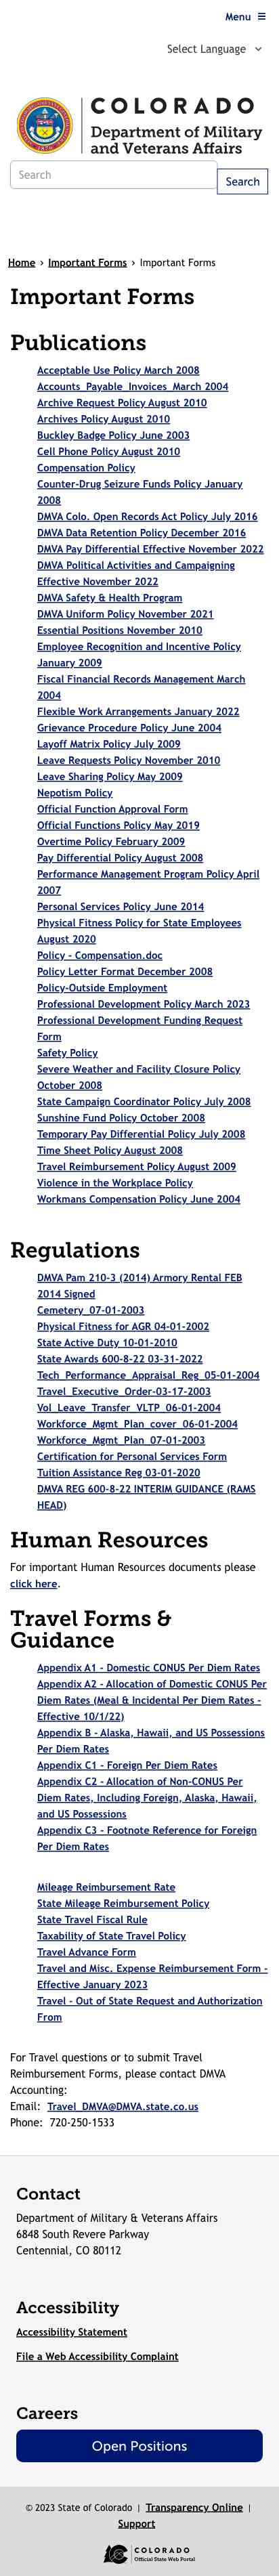 Menu ≡
Select Language
COLORADO
Department of Military
and Veterans Affairs
Search
Search
Home › Important Forms › Important Forms
Important Forms
Publications
Acceptable Use Policy March 2008
Accounts_Payable_Invoices_March 2004
Archive Request Policy August 2010
Archives Policy August 2010
Buckley Badge Policy June 2003
Cell Phone Policy August 2010
Compensation Policy
Counter-Drug Seizure Funds Policy January
2008
DMVA Colo. Open Records Act Policy July 2016
DMVA Data Retention Policy December 2016
DMVA Pay Differential Effective November 2022
DMVA Political Activities and Campaigning
Effective November 2022
DMVA Safety & Health Program
DMVA Uniform Policy November 2021
Essential Positions November 2010
Employee Recognition and Incentive Policy
January 2009
Fiscal Financial Records Management March
2004
Flexible Work Arrangements January 2022
Grievance Procedure Policy June 2004
Layoff Matrix Policy July 2009
Leave Requests Policy November 2010
Leave Sharing Policy May 2009
Nepotism Policy
Official Function Approval Form
Official Functions Policy May 2019
Overtime Policy February 2009
Pay Differential Policy August 2008
Performance Management Program Policy April
2007
Personal Services Policy June 2014
Physical Fitness Policy for State Employees
August 2020
Policy - Compensation.doc
Policy Letter Format December 2008
Policy-Outside Employment
Professional Development Policy March 2023
Professional Development Funding Request
Form
Safety Policy
Severe Weather and Facility Closure Policy
October 2008
State Campaign Coordinator Policy July 2008
Sunshine Fund Policy October 2008
Temporary Pay Differential Policy July 2008
Time Sheet Policy August 2008
Travel Reimbursement Policy August 2009
Violence in the Workplace Policy
Workmans Compensation Policy June 2004
Regulations
DMVA Pam 210-3 (2014) Armory Rental FEB
2014 Signed
Cemetery_07-01-2003
Physical Fitness for AGR 04-01-2002
State Active Duty 10-01-2010
State Awards 600-8-22 03-31-2022
Tech_Performance_Appraisal_Reg_05-01-2004
Travel_Executive_Order-03-17-2003
Vol_Leave_Transfer_VLTP_06-01-2004
Workforce_Mgmt_Plan_cover_06-01-2004
Workforce_Mgmt_Plan_07-01-2003
Certification for Personal Services Form
Tuition Assistance Reg 03-01-2020
DMVA REG 600-8-22 INTERIM GUIDANCE (RAMS
HEAD)
Human Resources
For important Human Resources documents please
click here.
Travel Forms &
Guidance
Appendix A1 - Domestic CONUS Per Diem Rates
Appendix A2 - Allocation of Domestic CONUS Per
Diem Rates (Meal & Incidental Per Diem Rates -
Effective 10/1/22)
Appendix B - Alaska, Hawaii, and US Possessions
Per Diem Rates
Appendix C1 - Foreign Per Diem Rates
Appendix C2 - Allocation of Non-CONUS Per
Diem Rates, Including Foreign, Alaska, Hawaii,
and US Possessions
Appendix C3 - Footnote Reference for Foreign
Per Diem Rates
Mileage Reimbursement Rate
State Mileage Reimbursement Policy
State Travel Fiscal Rule
Taxability of State Travel Policy
Travel Advance Form
Travel and Misc. Expense Reimbursement Form -
Effective January 2023
Travel - Out of State Request and Authorization
From
For Travel questions or to submit Travel
Reimbursement Forms, please contact DMVA
Accounting:
Email: Travel_DMVA@DMVA.state.co.us
Phone: 720-250-1533
Contact
Department of Military & Veterans Affairs
6848 South Revere Parkway
Centennial, CO 80112
Accessibility
Accessibility Statement
File a Web Accessibility Complaint
Careers
Open Positions
© 2023 State of Colorado | Transparency Online |
Support
COLORADO
Official State Web Portal